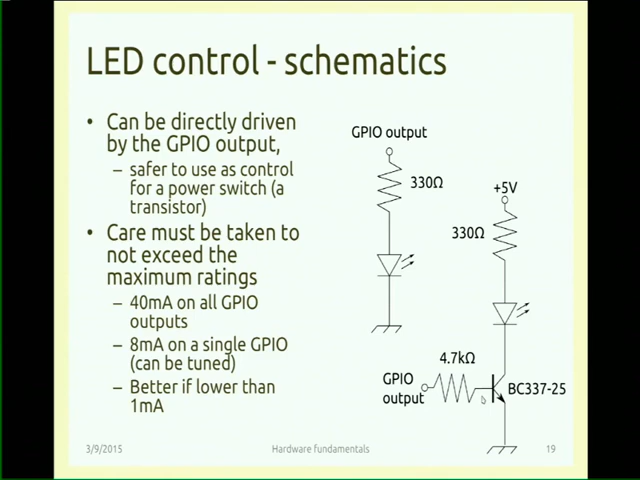 LED control - schematics
• Can be directly driven
by the GPIO output,
– safer to use as control
for a power switch (a
transistor)
• Care must be taken to
not exceed the
maximum ratings
– 40mA on all GPIO
outputs
– 8mA on a single GPIO
(can be tuned)
– Better if lower than
1mA
GPIO output
330Ω
+5V
330Ω
4.7kΩ
GPIO
output
BC337-25
3/9/2015
Hardware fundamentals
19